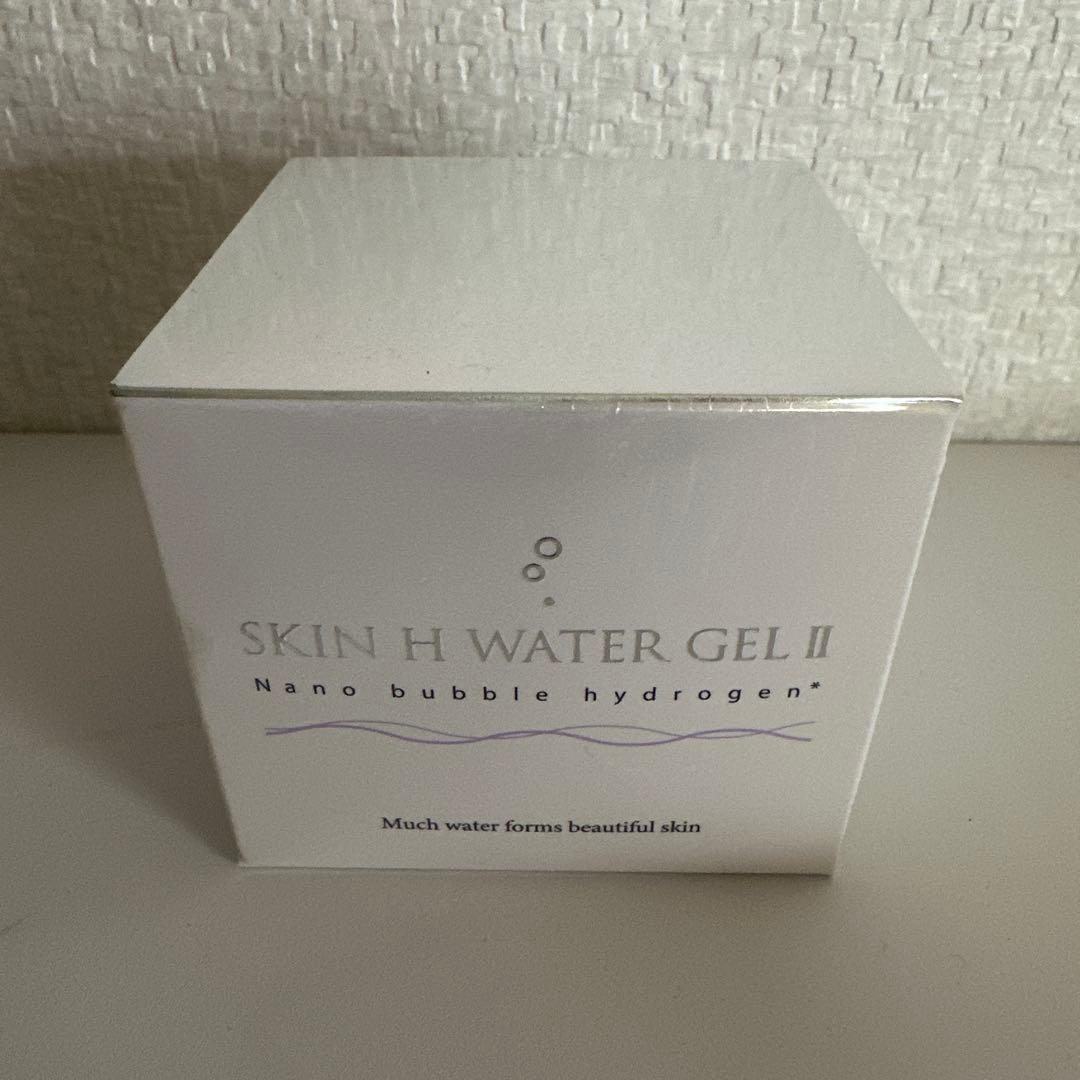 SKIN H WATER GEL II
Nano bubble hydrogen*
Much water forms beautiful skin